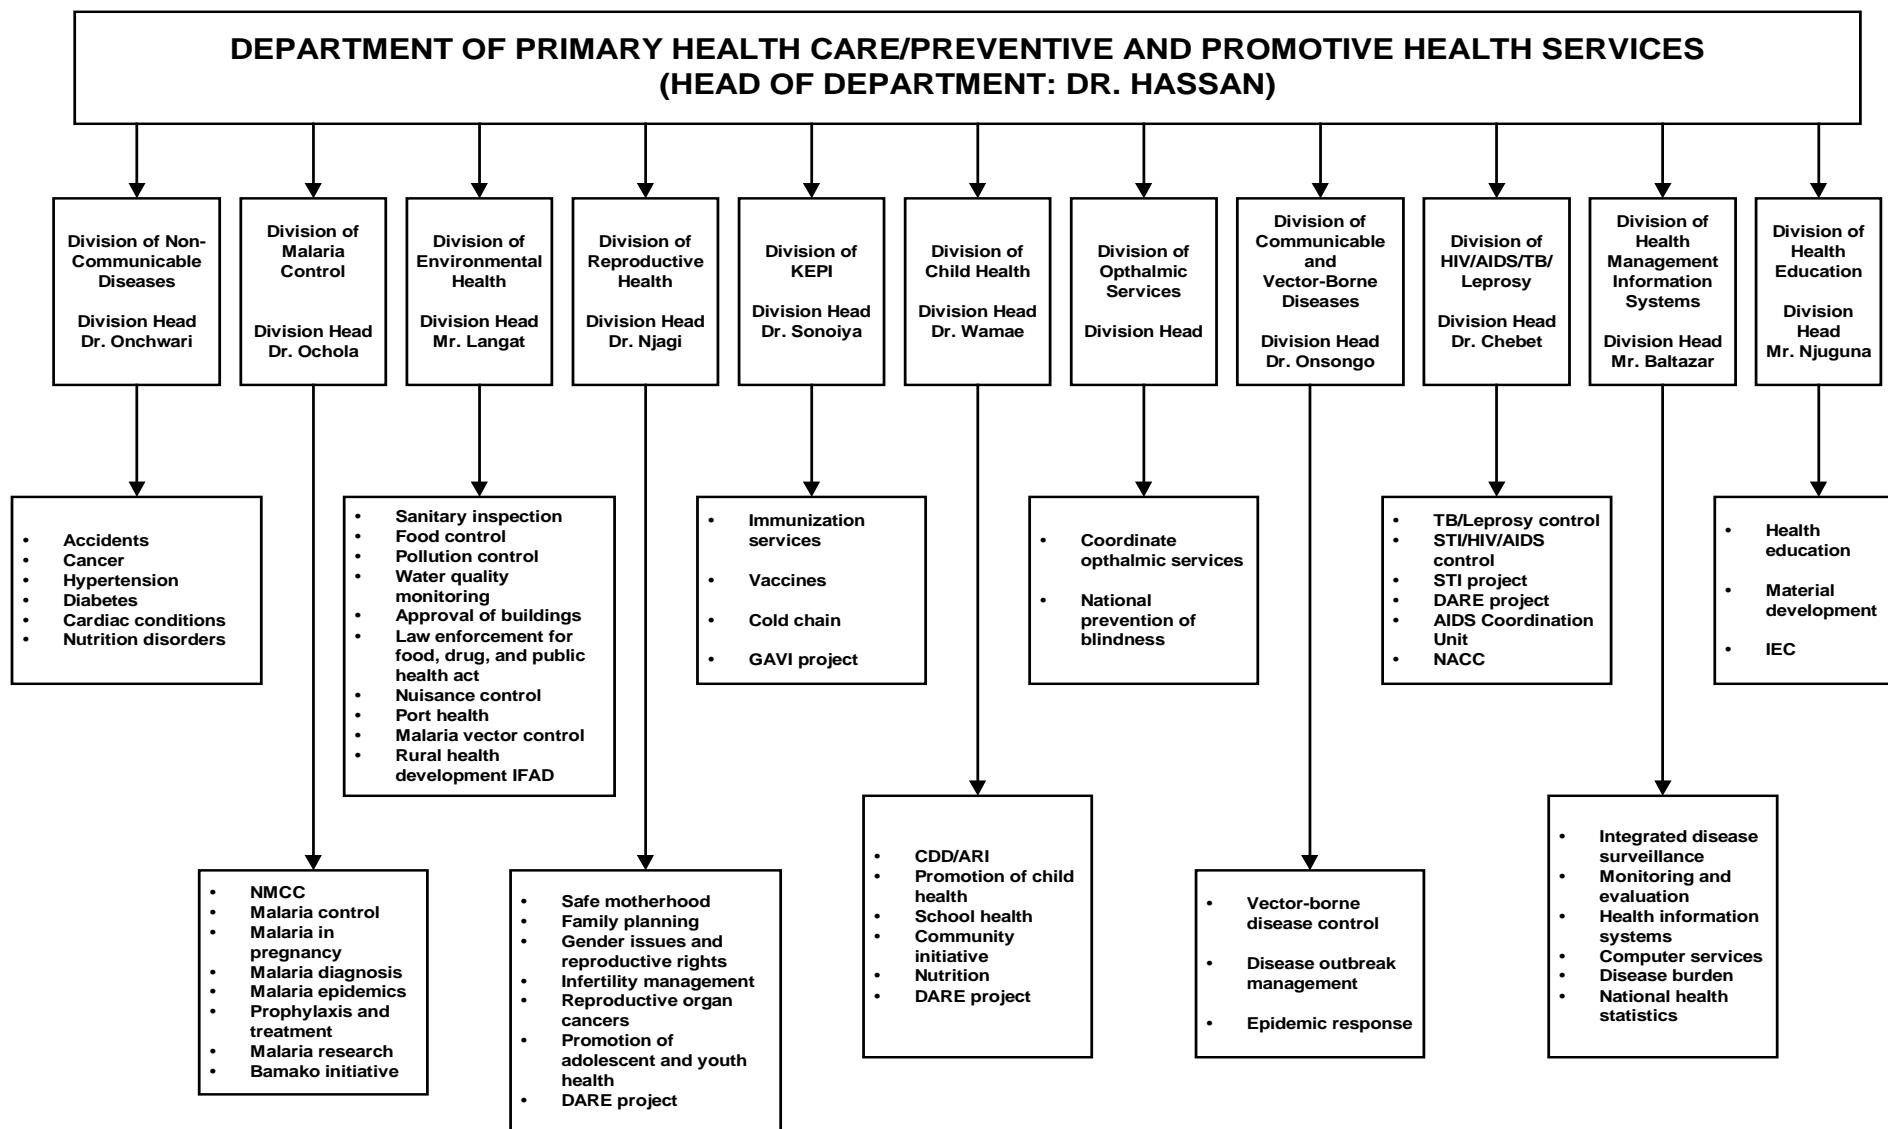 DEPARTMENT OF PRIMARY HEALTH CARE/PREVENTIVE AND PROMOTIVE HEALTH SERVICES
(HEAD OF DEPARTMENT: DR. HASSAN)
Division of Non-
Communicable
Diseases
Division Head
Dr. Onchwari
Division of
Malaria
Control
Division Head
Dr. Ochola
Division of
Environmental
Health
Division Head
Mr. Langat
Division of
Reproductive
Health
Division Head
Dr. Njagi
Division of
KEPI
Division Head
Dr. Sonoiya
Division of
Child Health
Division Head
Dr. Wamae
Division of
Opthalmic
Services
Division Head
Division of
Communicable
and
Vector-Borne
Diseases
Division Head
Dr. Onsongo
Division of
HIV/AIDS/TB/
Leprosy
Division Head
Dr. Chebet
Division of
Health
Management
Information
Systems
Division Head
Mr. Baltazar
Division of
Health
Education
Division
Head
Mr. Njuguna
• Accidents
• Cancer
• Hypertension
• Diabetes
• Cardiac conditions
• Nutrition disorders
• Sanitary inspection
• Food control
• Pollution control
• Water quality
monitoring
• Approval of buildings
• Law enforcement for
food, drug, and public
health act
• Nuisance control
• Port health
• Malaria vector control
• Rural health
development IFAD
• Immunization
services
• Vaccines
• Cold chain
• GAVI project
• Coordinate
opthalmic services
• National
prevention of
blindness
• TB/Leprosy control
• STI/HIV/AIDS
control
• STI project
• DARE project
• AIDS Coordination
Unit
• NACC
• Health
education
• Material
development
• IEC
• NMCC
• Malaria control
• Malaria in
pregnancy
• Malaria diagnosis
• Malaria epidemics
• Prophylaxis and
treatment
• Malaria research
• Bamako initiative
• Safe motherhood
• Family planning
• Gender issues and
reproductive rights
• Infertility management
• Reproductive organ
cancers
• Promotion of
adolescent and youth
health
• DARE project
• CDD/ARI
• Promotion of child
health
• School health
• Community
initiative
• Nutrition
• DARE project
• Vector-borne
disease control
• Disease outbreak
management
• Epidemic response
• Integrated disease
surveillance
• Monitoring and
evaluation
• Health information
systems
• Computer services
• Disease burden
• National health
statistics